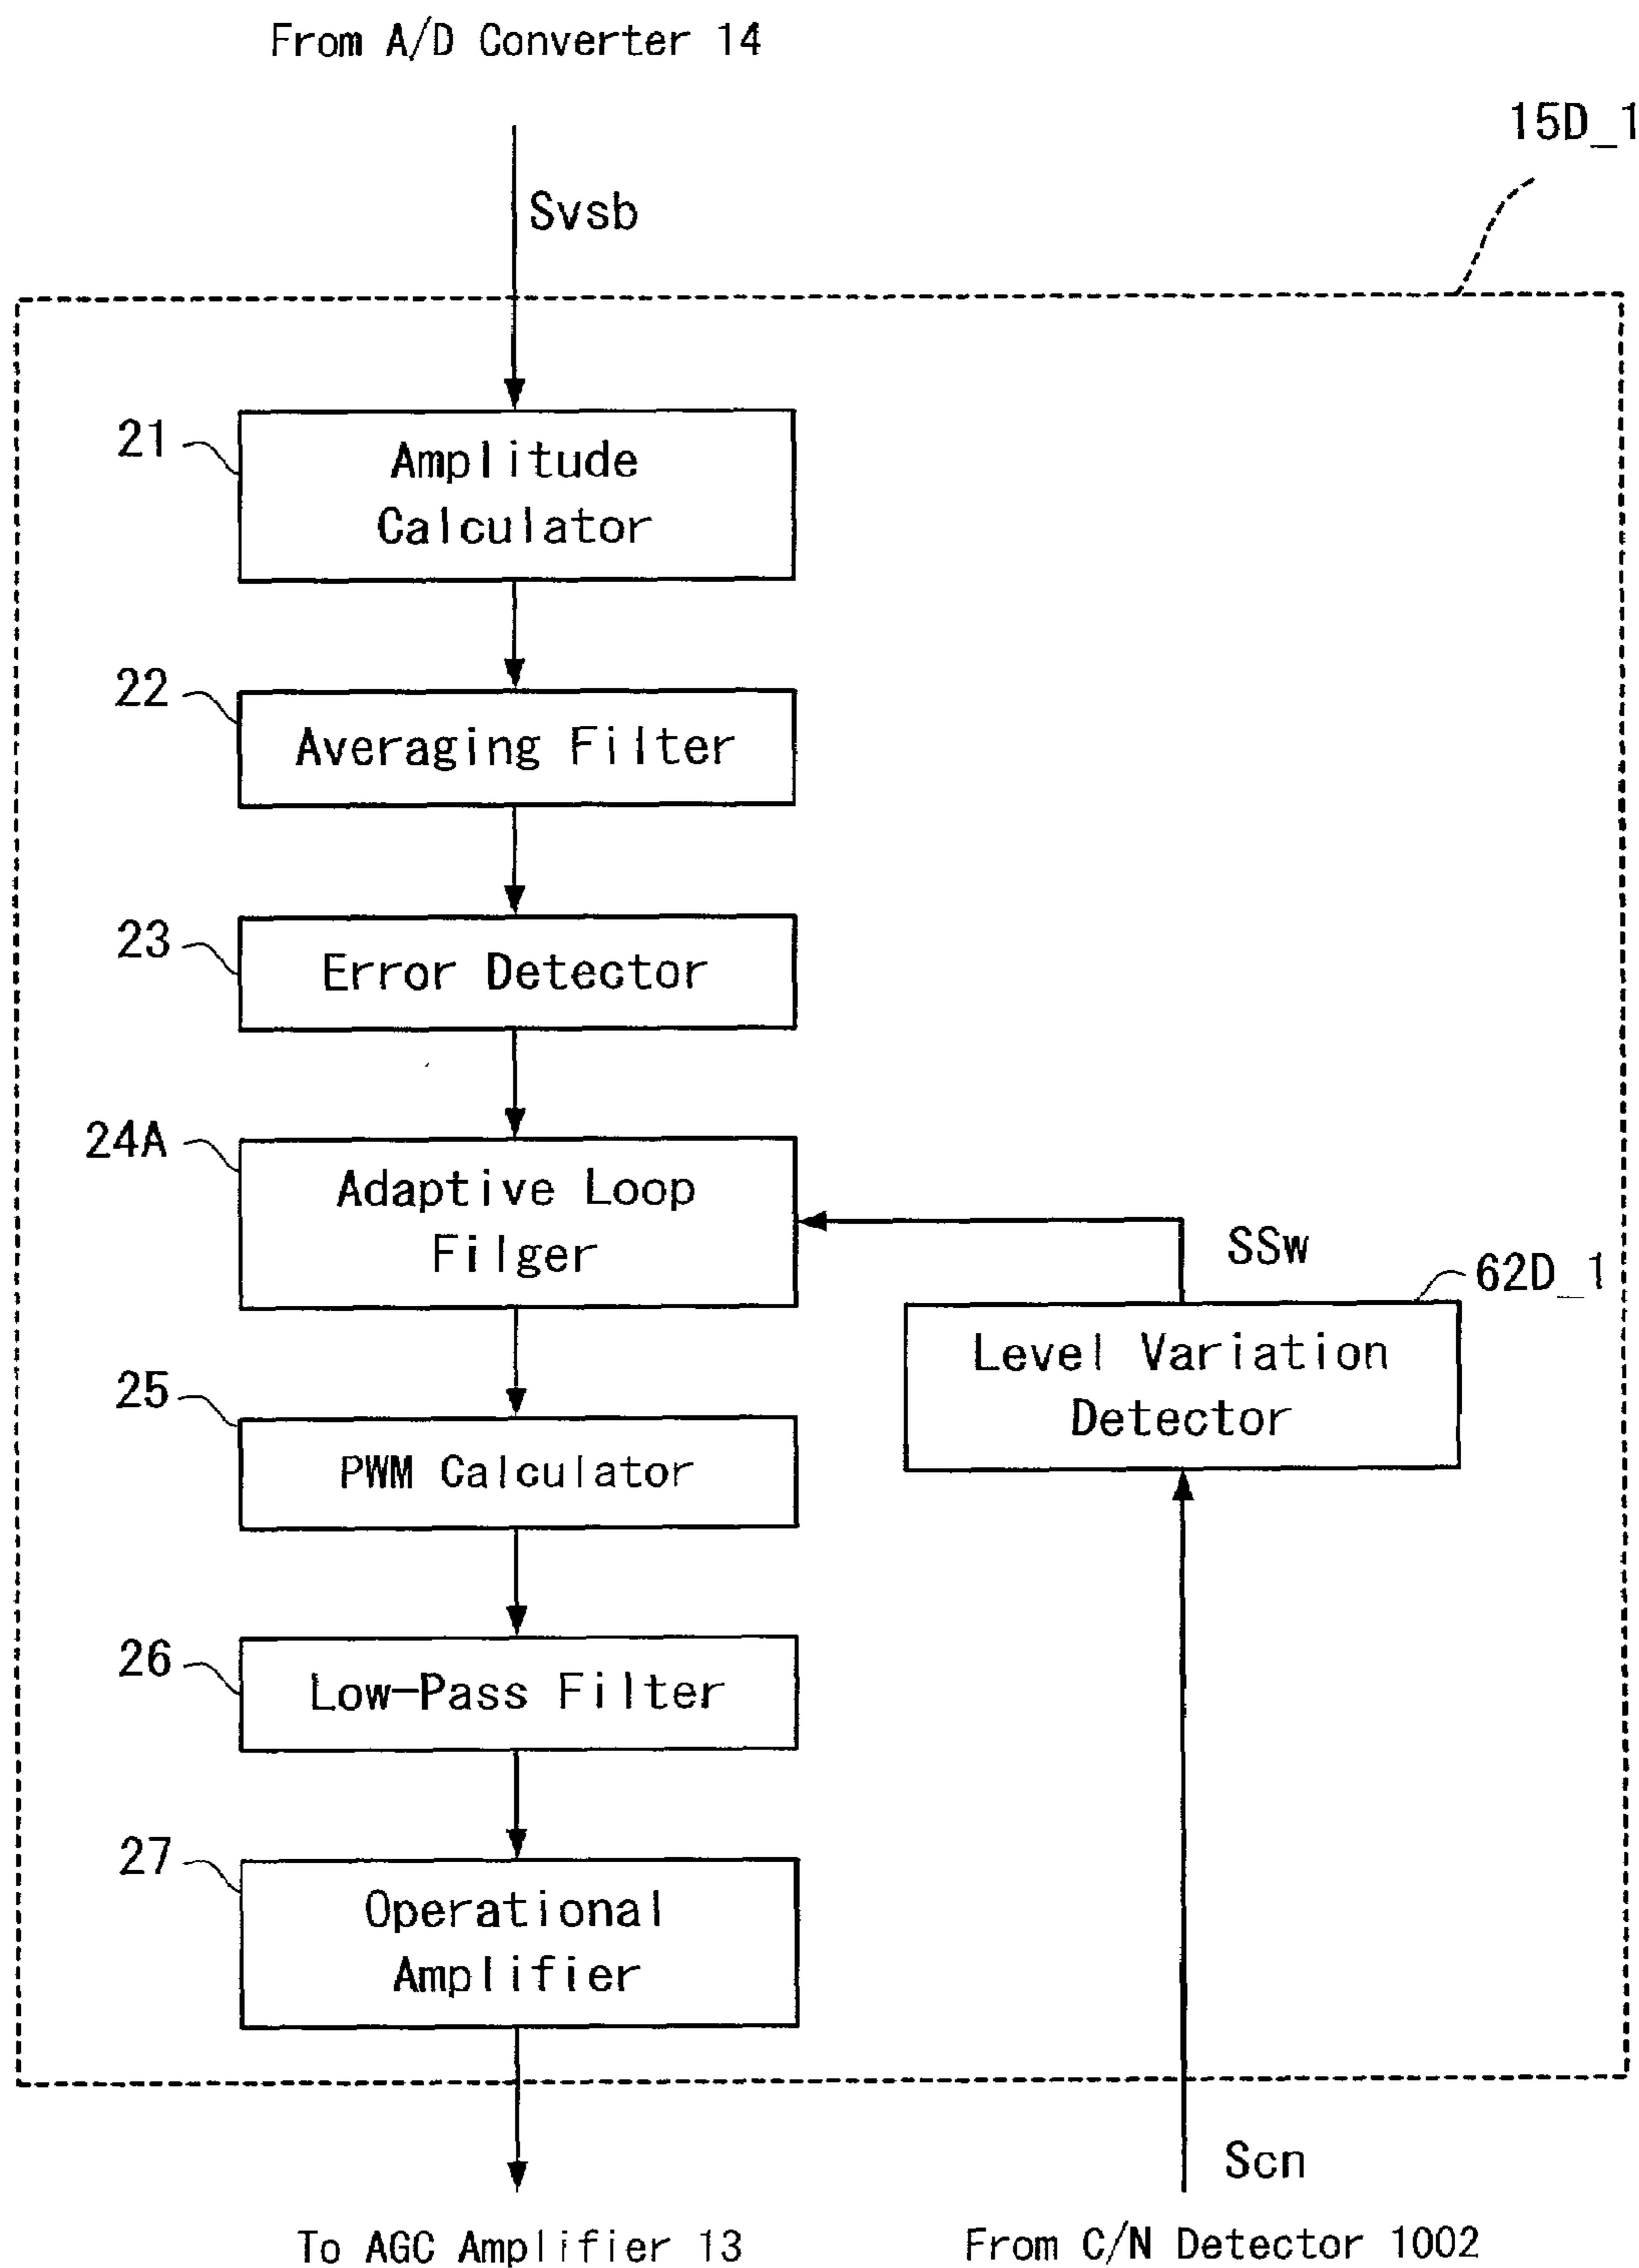 From A/D Converter 14
15D_1
Svsb
21
Amplitude
Calculator
22
Averaging Filter
23
Error Detector
24A
Adaptive Loop
Filger
SSw
62D_1
Level Variation
Detector
25
PWM Calculator
26
Low-Pass Filter
27
Operational
Amplifier
Scn
To AGC Amplifier 13
From C/N Detector 1002